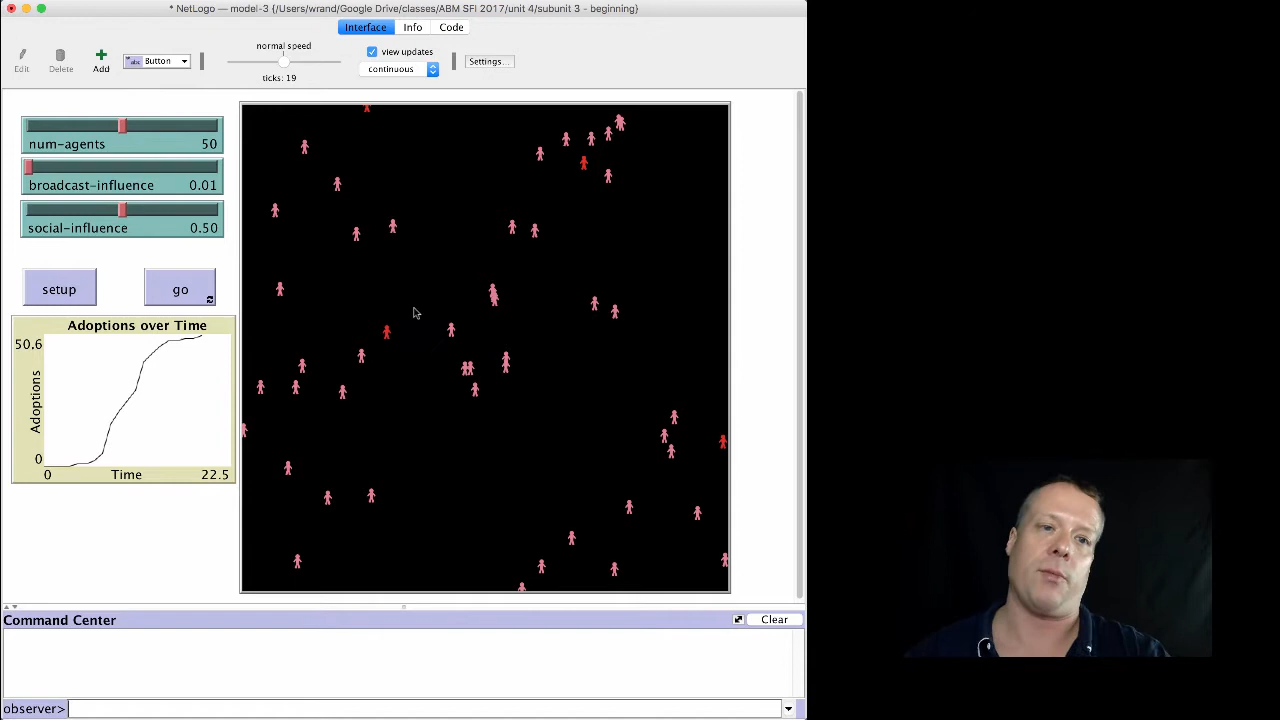 * NetLogo — model-3 {/Users/wrand/Google Drive/classes/ABM SFI 2017/unit 4/subunit 3 - beginning}
Interface Info Code
Edit Delete Add abc Button normal speed ticks: 19 view updates continuous Settings...
num-agents 50
broadcast-influence 0.01
social-influence 0.50
setup go
Adoptions over Time
50.6
Adoptions
0
0 Time 22.5
Command Center Clear
observer>